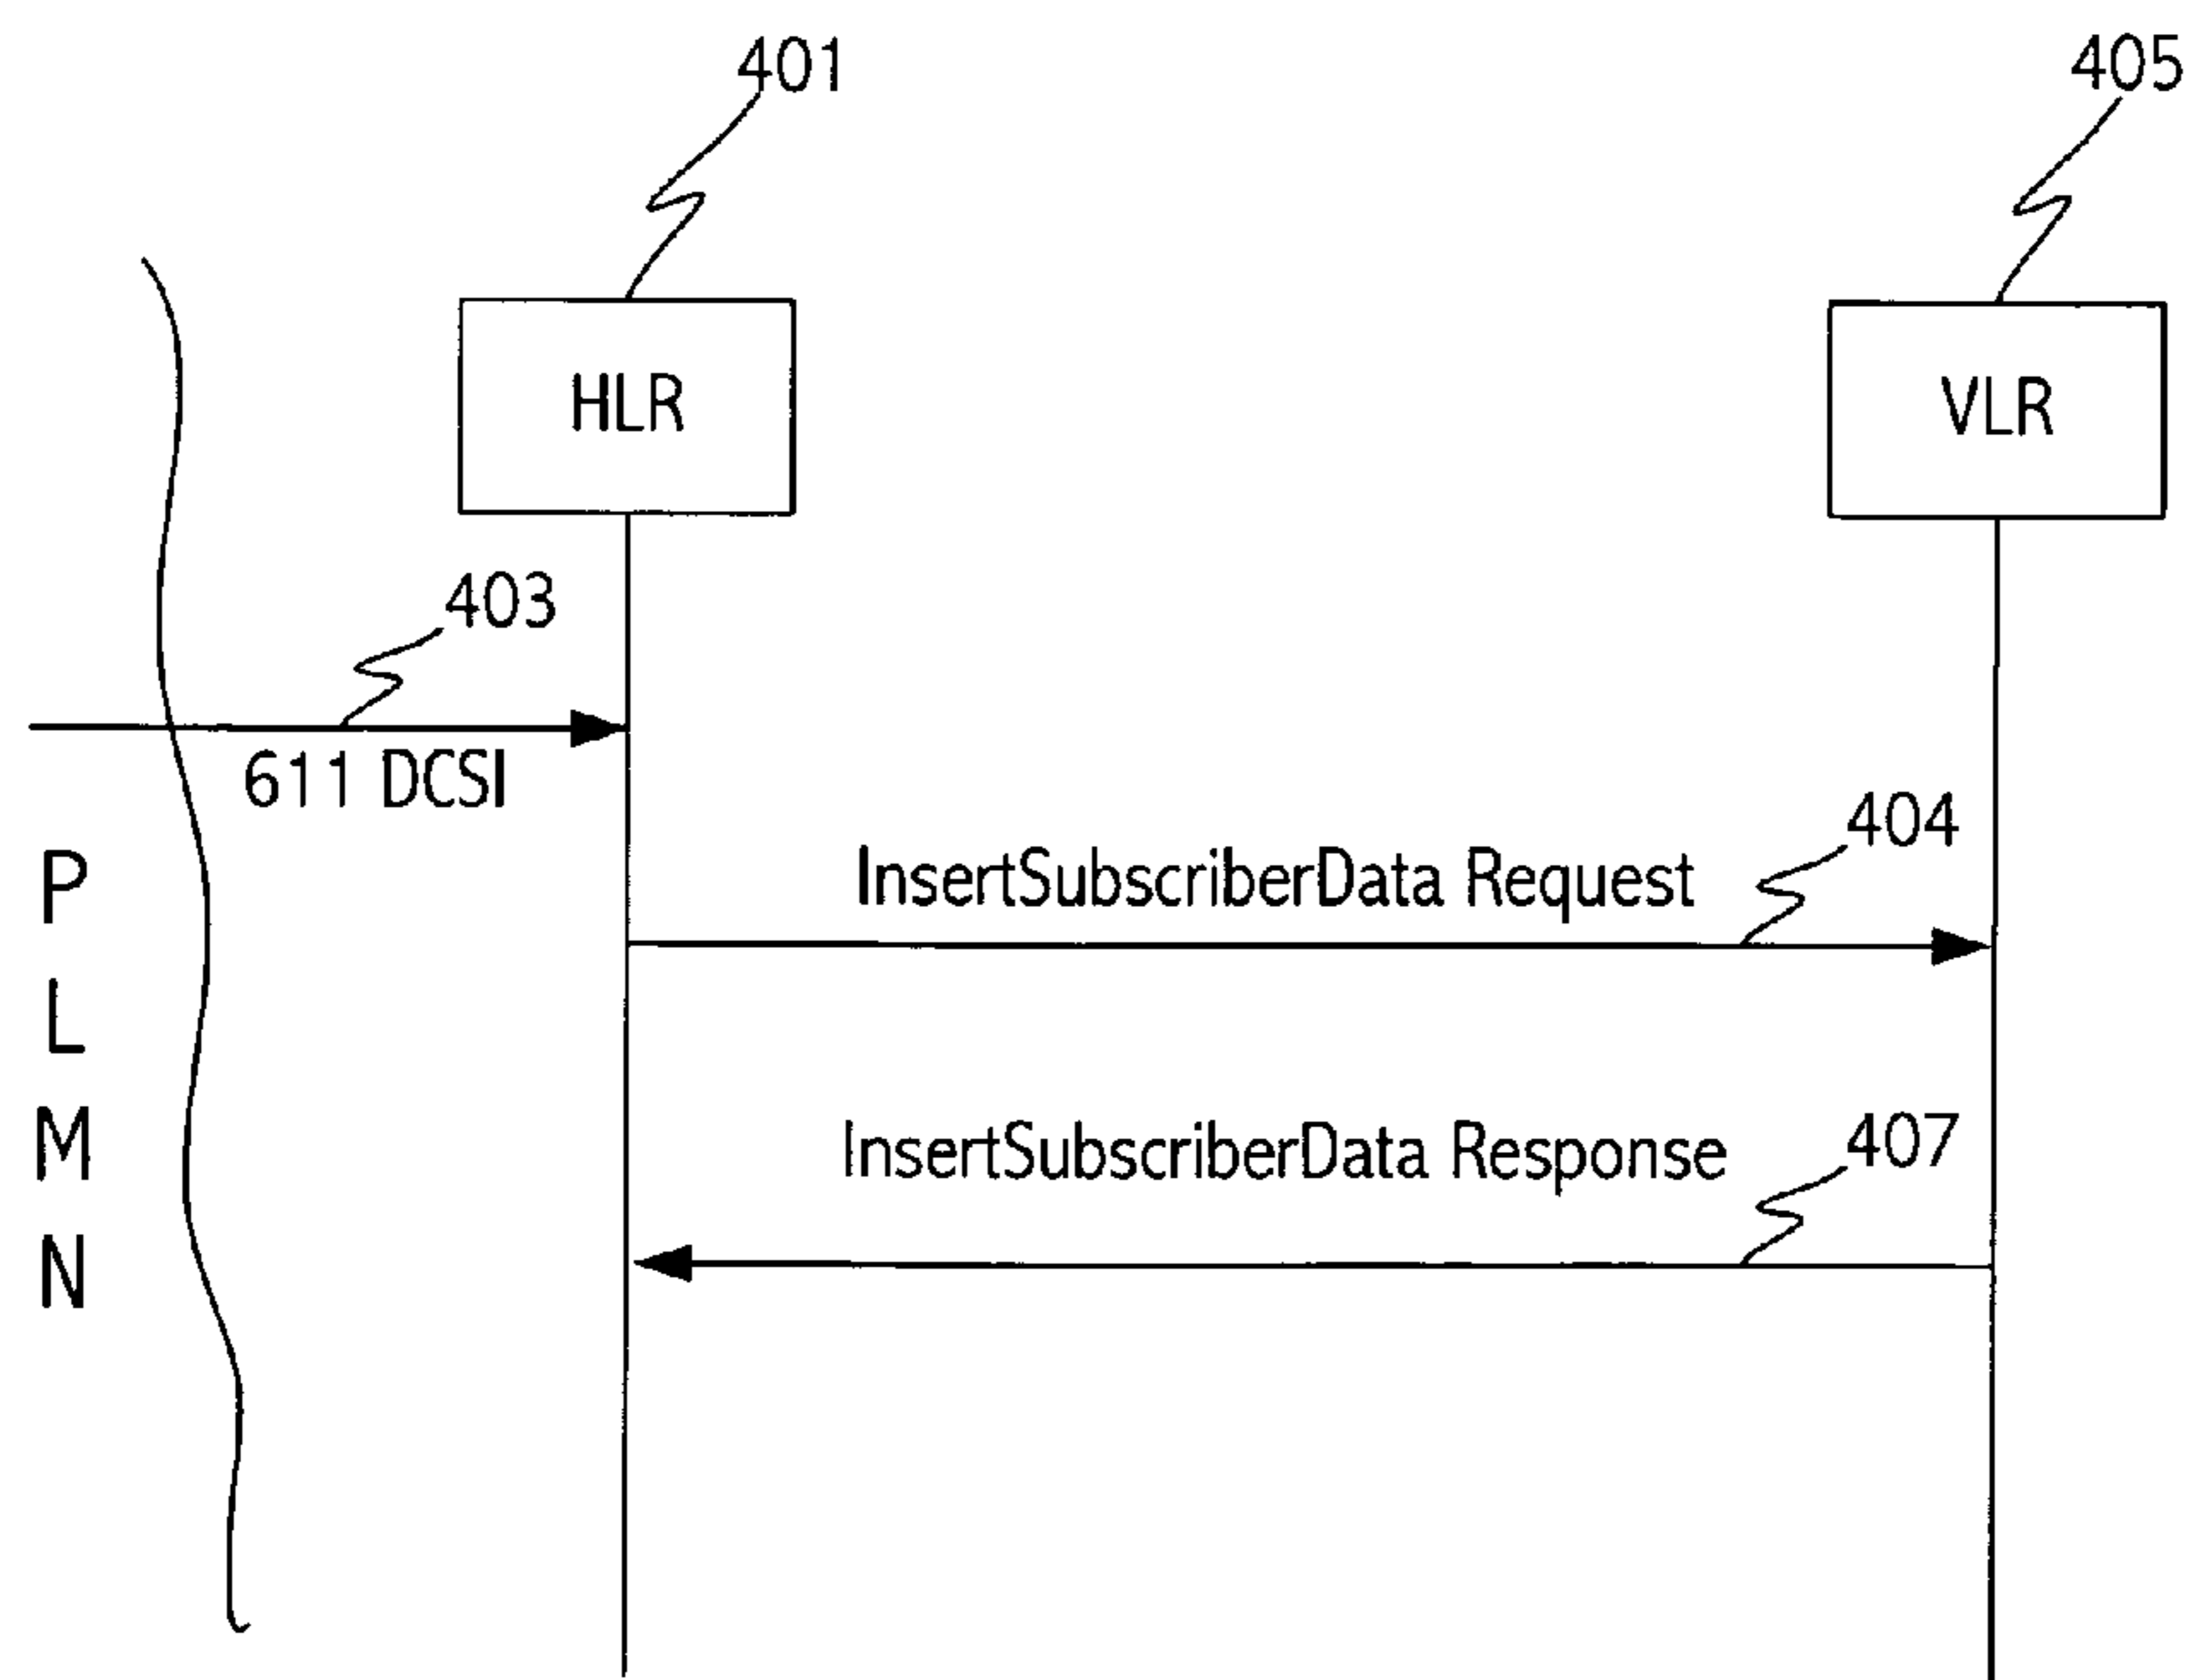 401
405
HLR
VLR
403
611 DCSI
404
InsertSubscriberData Request
407
InsertSubscriberData Response
P
L
M
N